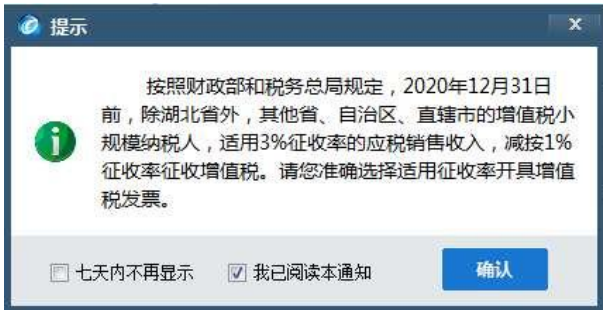 提示
X
按照财政部和税务总局规定，2020年12月31日
前，除湖北省外，其他省、自治区、直辖市的增值税小
规模纳税人，适用3%征收率的应税销售收入，减按1%
征收率征收增值税。请您准确选择适用征收率开具增值
税发票。
七天内不再显示 我已阅读本通知 确认